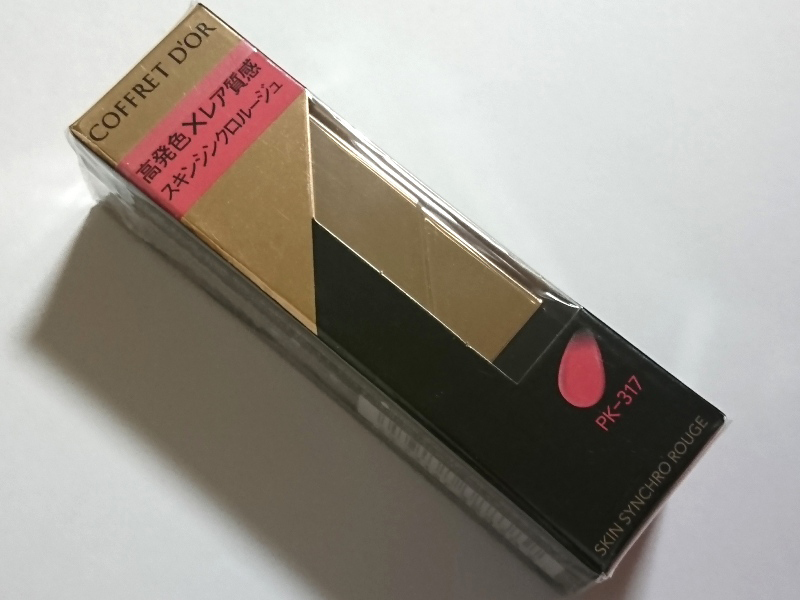 COFFRET D'OR
高発色×レア質感
スキンシンクロルージュ
PK-317
SKIN SYNCHRO ROUGE